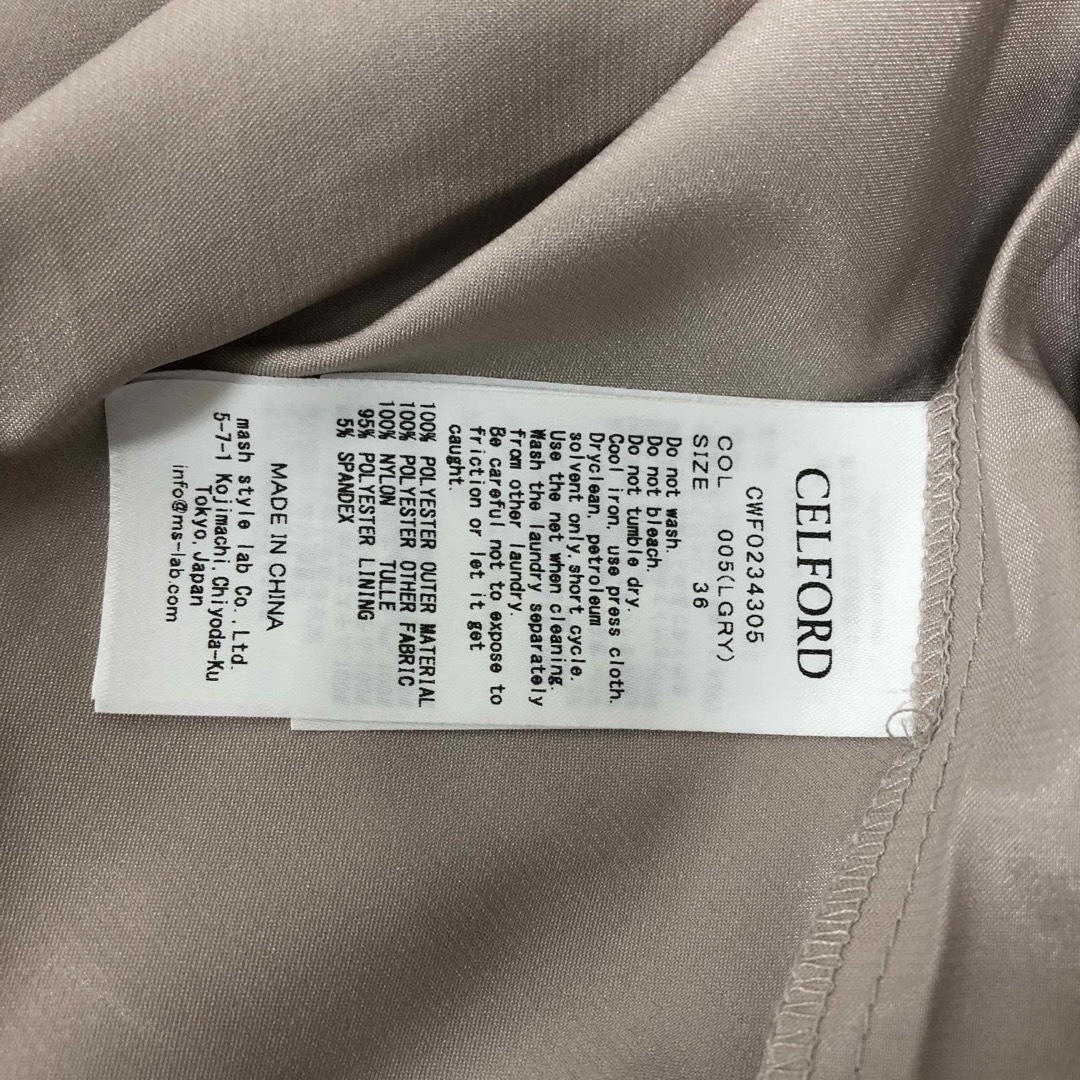 CELFORD
CWF0234305
COL 005(LGRY)
SIZE 36
Do not wash.
Do not bleach.
Do not tumble dry.
Cool iron, use press cloth.
Dryclean, petroleum
solvent only,short cycle.
Use the net when cleaning.
Wash the laundry separately
from other laundry.
Be careful not to expose to
friction or let it get
caught.
100% POLYESTER OUTER MATERIAL
100% POLYESTER OTHER FABRIC
100% NYLON TULLE
95% POLYESTER LINING
5% SPANDEX
MADE IN CHINA
mash style lab Co.,Ltd.
5-7-1 Kojimachi,Chiyoda-Ku
Tokyo,Japan
info@ms-lab.com